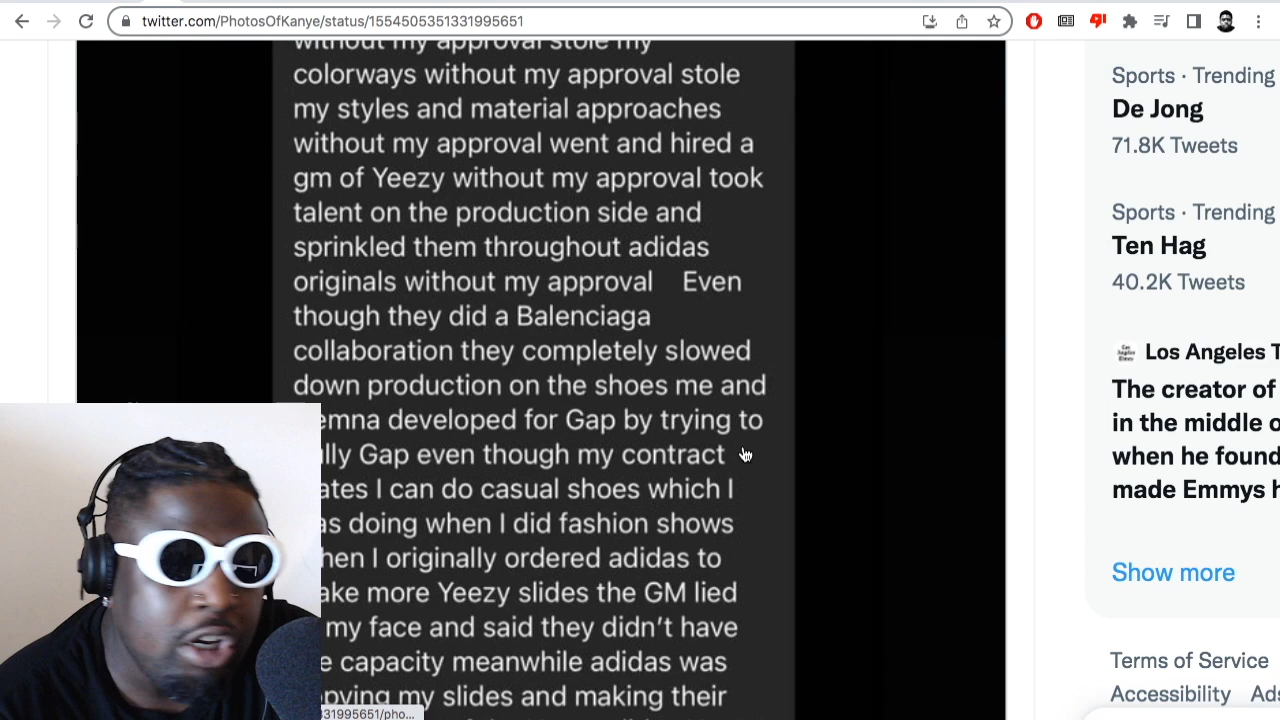 twitter.com/PhotosOfKanye/status/1554505351331995651
without my approval stole my
colorways without my approval stole
my styles and material approaches
without my approval went and hired a
gm of Yeezy without my approval took
talent on the production side and
sprinkled them throughout adidas
originals without my approval Even
though they did a Balenciaga
collaboration they completely slowed
down production on the shoes me and
emna developed for Gap by trying to
lly Gap even though my contract
ates I can do casual shoes which I
as doing when I did fashion shows
hen I originally ordered adidas to
ake more Yeezy slides the GM lied
my face and said they didn't have
e capacity meanwhile adidas was
opying my slides and making their
31995651/pho...
Sports · Trending
De Jong
71.8K Tweets
Sports · Trending
Ten Hag
40.2K Tweets
Los Angeles T
The creator of
in the middle o
when he found
made Emmys h
Show more
Terms of Service
Accessibility Ads